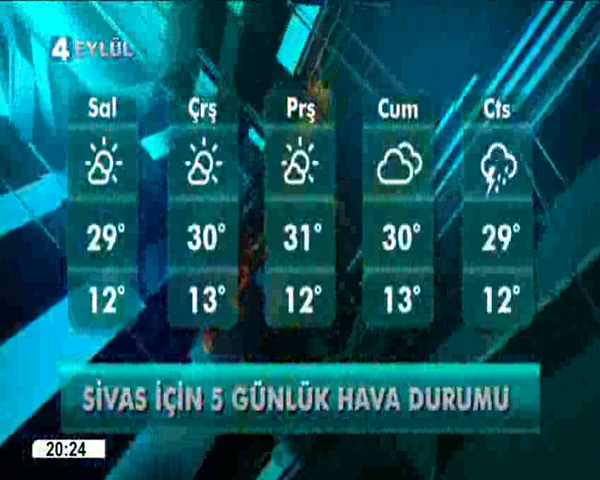 4 EYLÜL
Sal Çrş Prş Cum Cts
29° 30° 31° 30° 29°
12° 13° 12° 13° 12°
SİVAS İÇİN 5 GÜNLÜK HAVA DURUMU
20:24